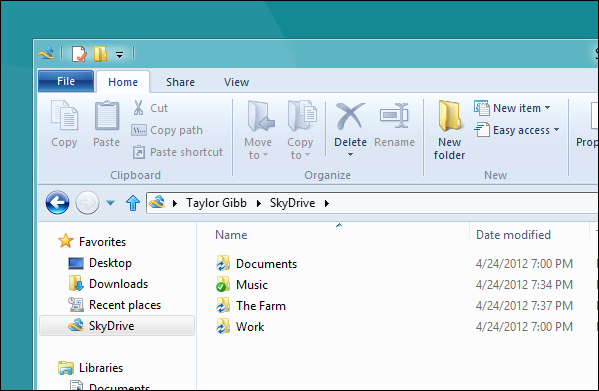 S
File Home Share View
Copy Paste Cut
Copy path
Paste shortcut
Move to Copy to Delete Rename
New folder New item
Easy access
Prop
Clipboard Organize New
Taylor Gibb SkyDrive
Favorites
Desktop
Downloads
Recent places
SkyDrive
Libraries
Documents
Name Date modified
Documents 4/24/2012 7:00 PM
Music 4/24/2012 7:34 PM
The Farm 4/24/2012 7:37 PM
Work 4/24/2012 7:00 PM